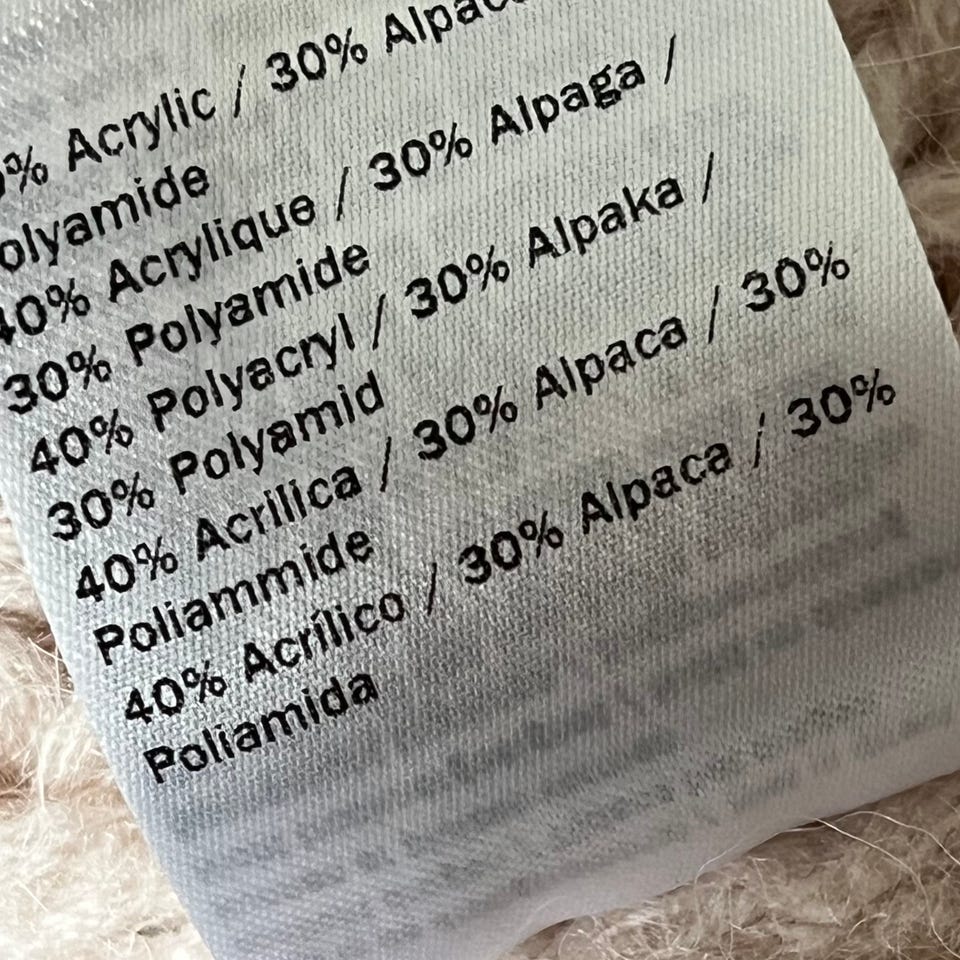 % Acrylic / 30% Alpac
olyamide
40% Acrylique / 30% Alpaga /
30% Polyamide
40% Polyacryl / 30% Alpaka /
30% Polyamid
40% Acrilica / 30% Alpaca / 30%
Poliammide
40% Acrílico / 30% Alpaca / 30%
Poliamida